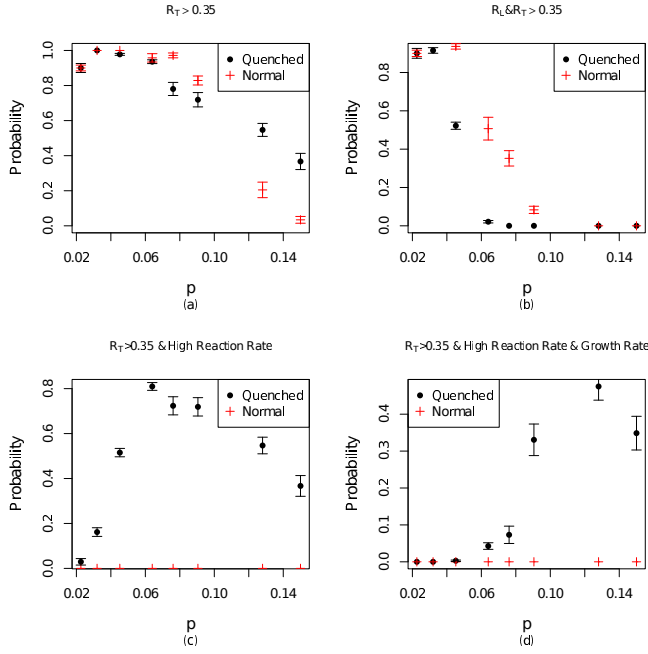 R_T > 0.35
Probability
1.0
0.8
0.6
0.4
0.2
0.0
Quenched
Normal
0.02
0.06
0.10
0.14
p
(a)
R_L&R_T > 0.35
Probability
0.8
0.4
0.0
Quenched
Normal
0.02
0.06
0.10
0.14
p
(b)
R_T>0.35 & High Reaction Rate
Probability
0.8
0.6
0.4
0.2
0.0
Quenched
Normal
0.02
0.06
0.10
0.14
p
(c)
R_T>0.35 & High Reaction Rate & Growth Rate
Probability
0.4
0.3
0.2
0.1
0.0
Quenched
Normal
0.02
0.06
0.10
0.14
p
(d)